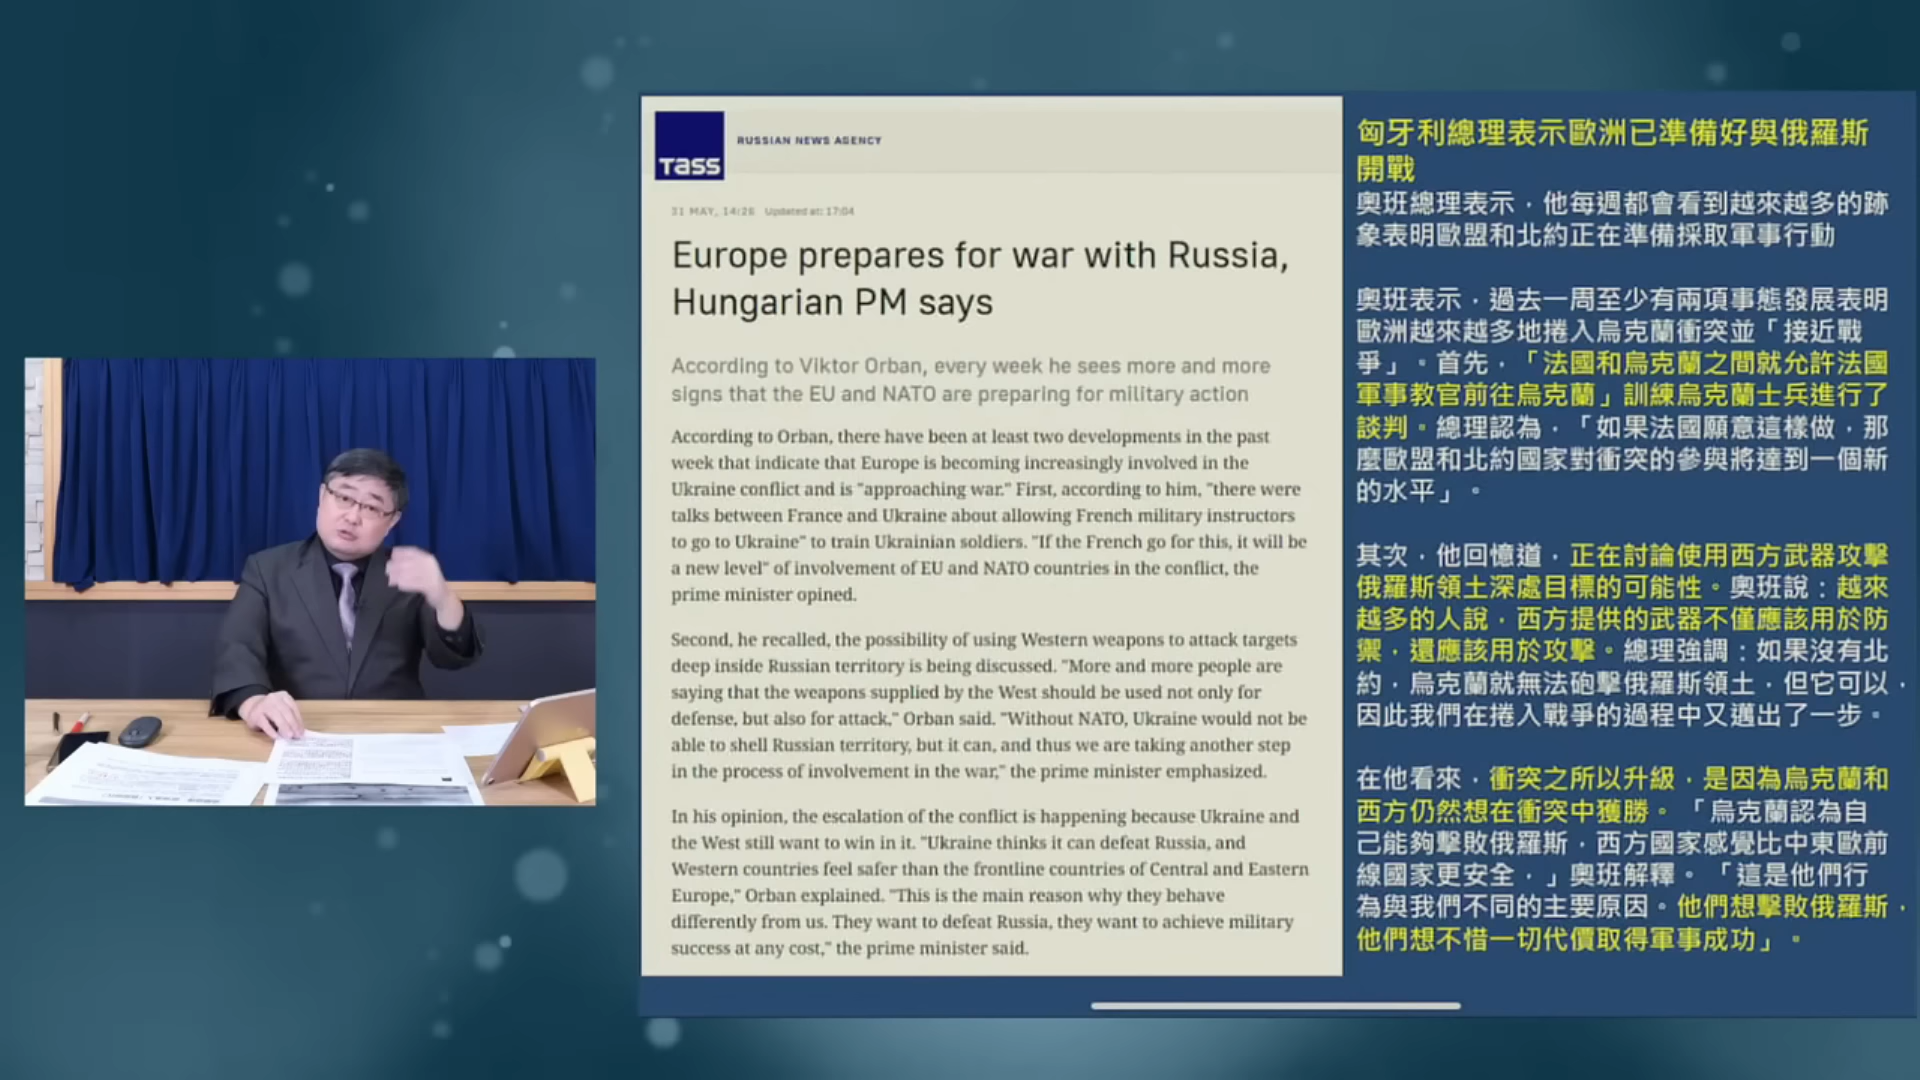 Tass
RUSSIAN NEWS AGENCY
31 MAY, 14:26 Updated at: 17:04
Europe prepares for war with Russia,
Hungarian PM says
According to Viktor Orban, every week he sees more and more
signs that the EU and NATO are preparing for military action
According to Orban, there have been at least two developments in the past
week that indicate that Europe is becoming increasingly involved in the
Ukraine conflict and is "approaching war." First, according to him, "there were
talks between France and Ukraine about allowing French military instructors
to go to Ukraine" to train Ukrainian soldiers. "If the French go for this, it will be
a new level" of involvement of EU and NATO countries in the conflict, the
prime minister opined.
Second, he recalled, the possibility of using Western weapons to attack targets
deep inside Russian territory is being discussed. "More and more people are
saying that the weapons supplied by the West should be used not only for
defense, but also for attack," Orban said. "Without NATO, Ukraine would not be
able to shell Russian territory, but it can, and thus we are taking another step
in the process of involvement in the war," the prime minister emphasized.
In his opinion, the escalation of the conflict is happening because Ukraine and
the West still want to win in it. "Ukraine thinks it can defeat Russia, and
Western countries feel safer than the frontline countries of Central and Eastern
Europe," Orban explained. "This is the main reason why they behave
differently from us. They want to defeat Russia, they want to achieve military
success at any cost," the prime minister said.
匈牙利總理表示歐洲已準備好與俄羅斯
開戰
奧班總理表示，他每週都會看到越來越多的跡
象表明歐盟和北約正在準備採取軍事行動
奧班表示，過去一周至少有兩項事態發展表明
歐洲越來越多地捲入烏克蘭衝突並「接近戰
爭」。首先，「法國和烏克蘭之間就允許法國
軍事教官前往烏克蘭」訓練烏克蘭士兵進行了
談判。總理認為，「如果法國願意這樣做，那
麼歐盟和北約國家對衝突的參與將達到一個新
的水平」。
其次，他回憶道，正在討論使用西方武器攻擊
俄羅斯領土深處目標的可能性。奧班說：越來
越多的人說，西方提供的武器不僅應該用於防
禦，還應該用於攻擊。總理強調：如果沒有北
約，烏克蘭就無法砲擊俄羅斯領土，但它可以，
因此我們在捲入戰爭的過程中又邁出了一步。
在他看來，衝突之所以升級，是因為烏克蘭和
西方仍然想在衝突中獲勝。「烏克蘭認為自
己能夠擊敗俄羅斯，西方國家感覺比中東歐前
線國家更安全，」奧班解釋。「這是他們行
為與我們不同的主要原因。他們想擊敗俄羅斯，
他們想不惜一切代價取得軍事成功」。